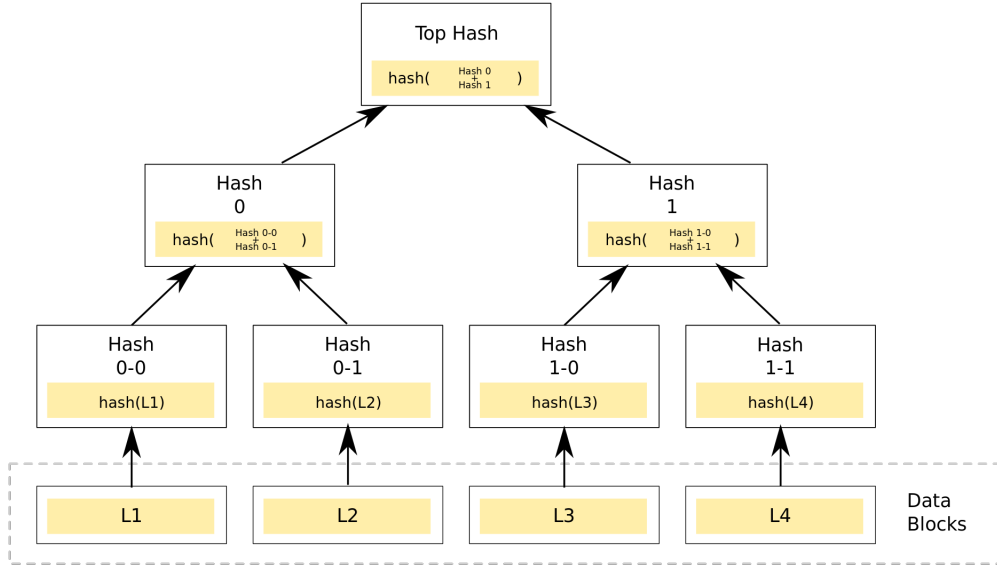 Top Hash
hash( Hash 0 + Hash 1 )
Hash
0
hash( Hash 0-0 + Hash 0-1 )
Hash
1
hash( Hash 1-0 + Hash 1-1 )
Hash
0-0
hash(L1)
Hash
0-1
hash(L2)
Hash
1-0
hash(L3)
Hash
1-1
hash(L4)
L1
L2
L3
L4
Data
Blocks